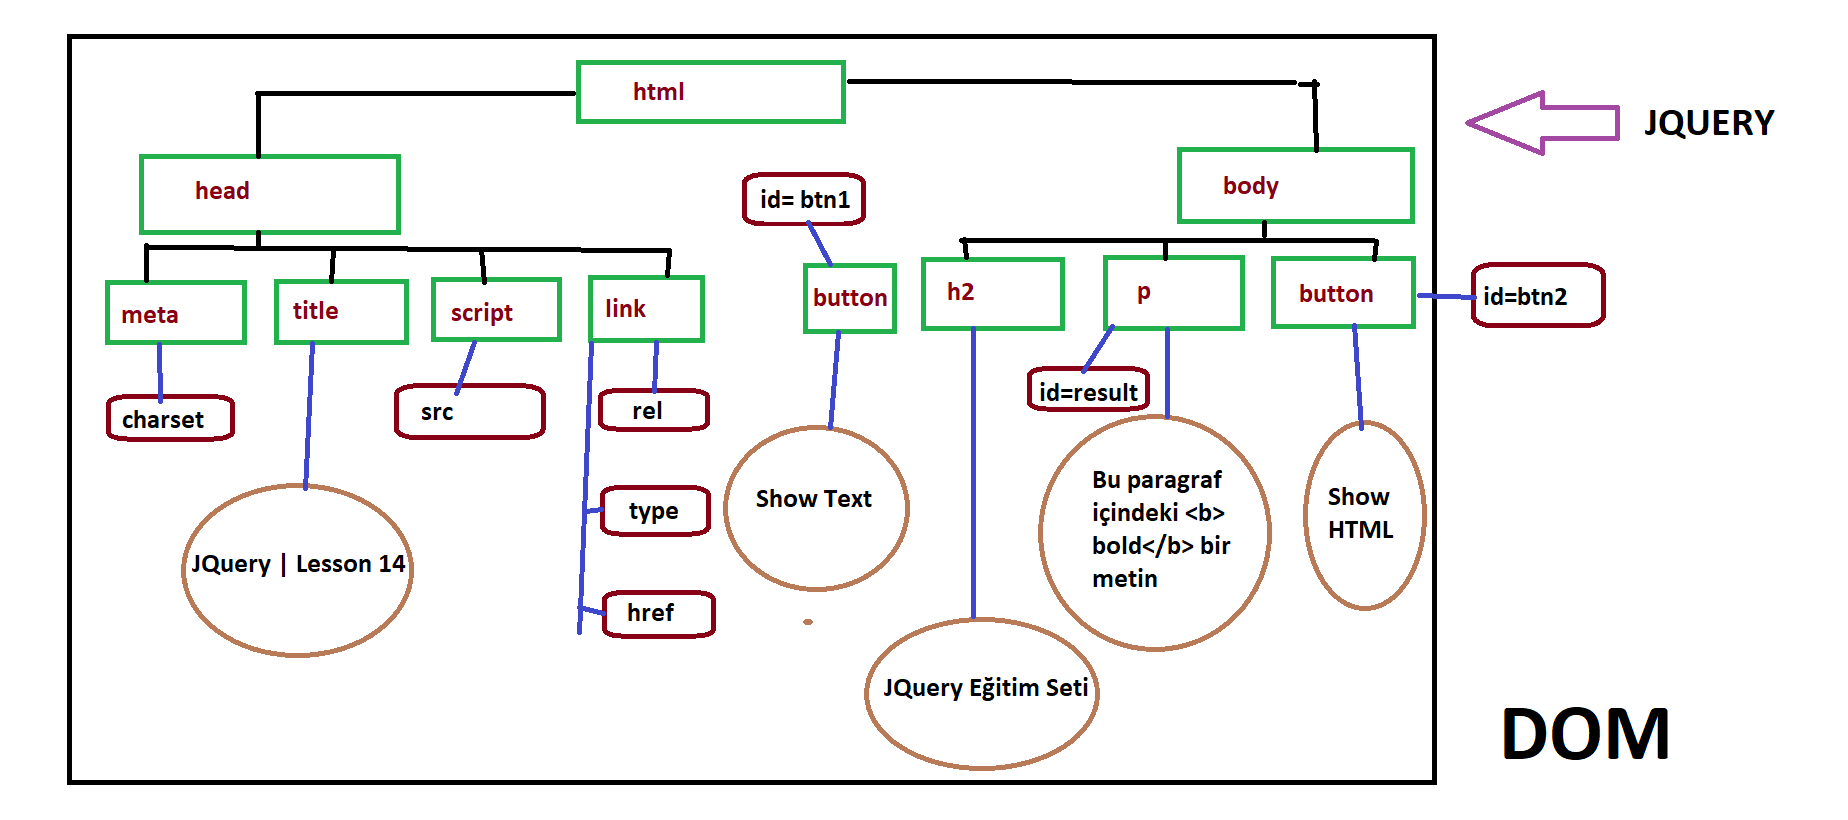 html
JQUERY
head
id= btn1
body
meta
title
script
link
button
h2
p
button
id=btn2
charset
src
rel
id=result
type
href
JQuery | Lesson 14
Show Text
Bu paragraf
içindeki <b>
bold</b> bir
metin
Show
HTML
JQuery Eğitim Seti
DOM